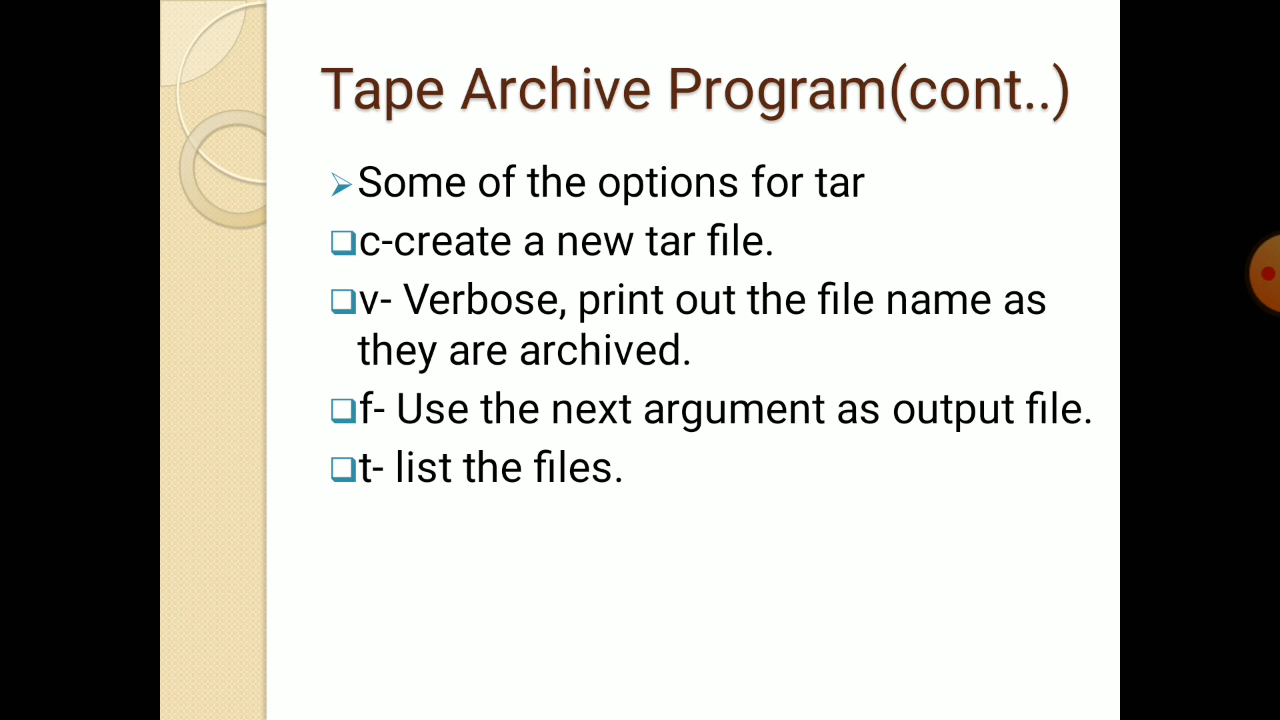 Tape Archive Program(cont..)
Some of the options for tar
c-create a new tar file.
v- Verbose, print out the file name as
they are archived.
f- Use the next argument as output file.
t- list the files.